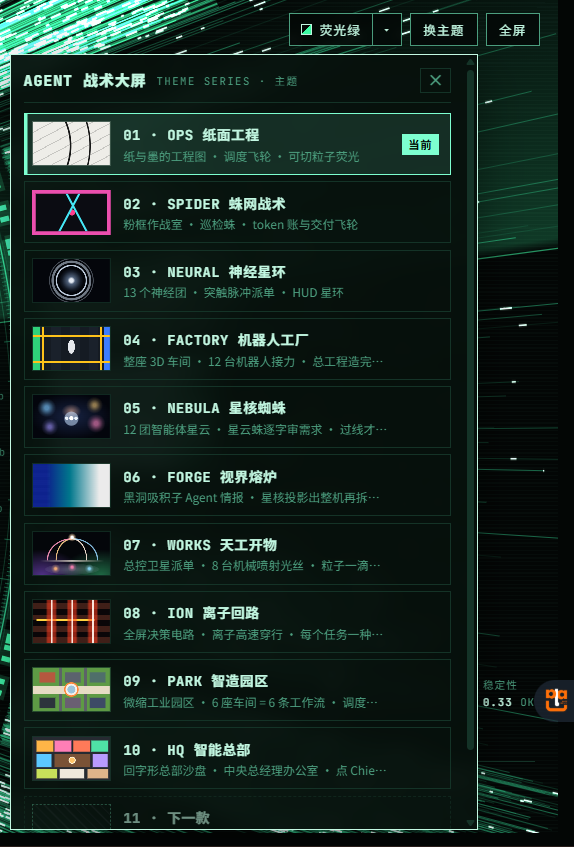 荧光绿
换主题
全屏
AGENT 战术大屏 THEME SERIES · 主题
01 · OPS 纸面工程
纸与墨的工程图 · 调度飞轮 · 可切粒子荧光
当前
02 · SPIDER 蛛网战术
粉框作战室 · 巡检蛛 · token 账与交付飞轮
03 · NEURAL 神经星环
13 个神经团 · 突触脉冲派单 · HUD 星环
04 · FACTORY 机器人工厂
整座 3D 车间 · 12 台机器人接力 · 总工程造完…
05 · NEBULA 星核蜘蛛
12 团智能体星云 · 星云蛛逐字审需求 · 过线才…
06 · FORGE 视界熔炉
黑洞吸积子 Agent 情报 · 星核投影出整机再拆…
07 · WORKS 天工开物
总控卫星派单 · 8 台机械喷射光丝 · 粒子一滴…
08 · ION 离子回路
全屏决策电路 · 离子高速穿行 · 每个任务一种…
09 · PARK 智造园区
微缩工业园区 · 6 座车间 = 6 条工作流 · 调度…
10 · HQ 智能总部
回字形总部沙盘 · 中央总经理办公室 · 点 Chie…
11 · 下一款
稳定性
0.33 OK